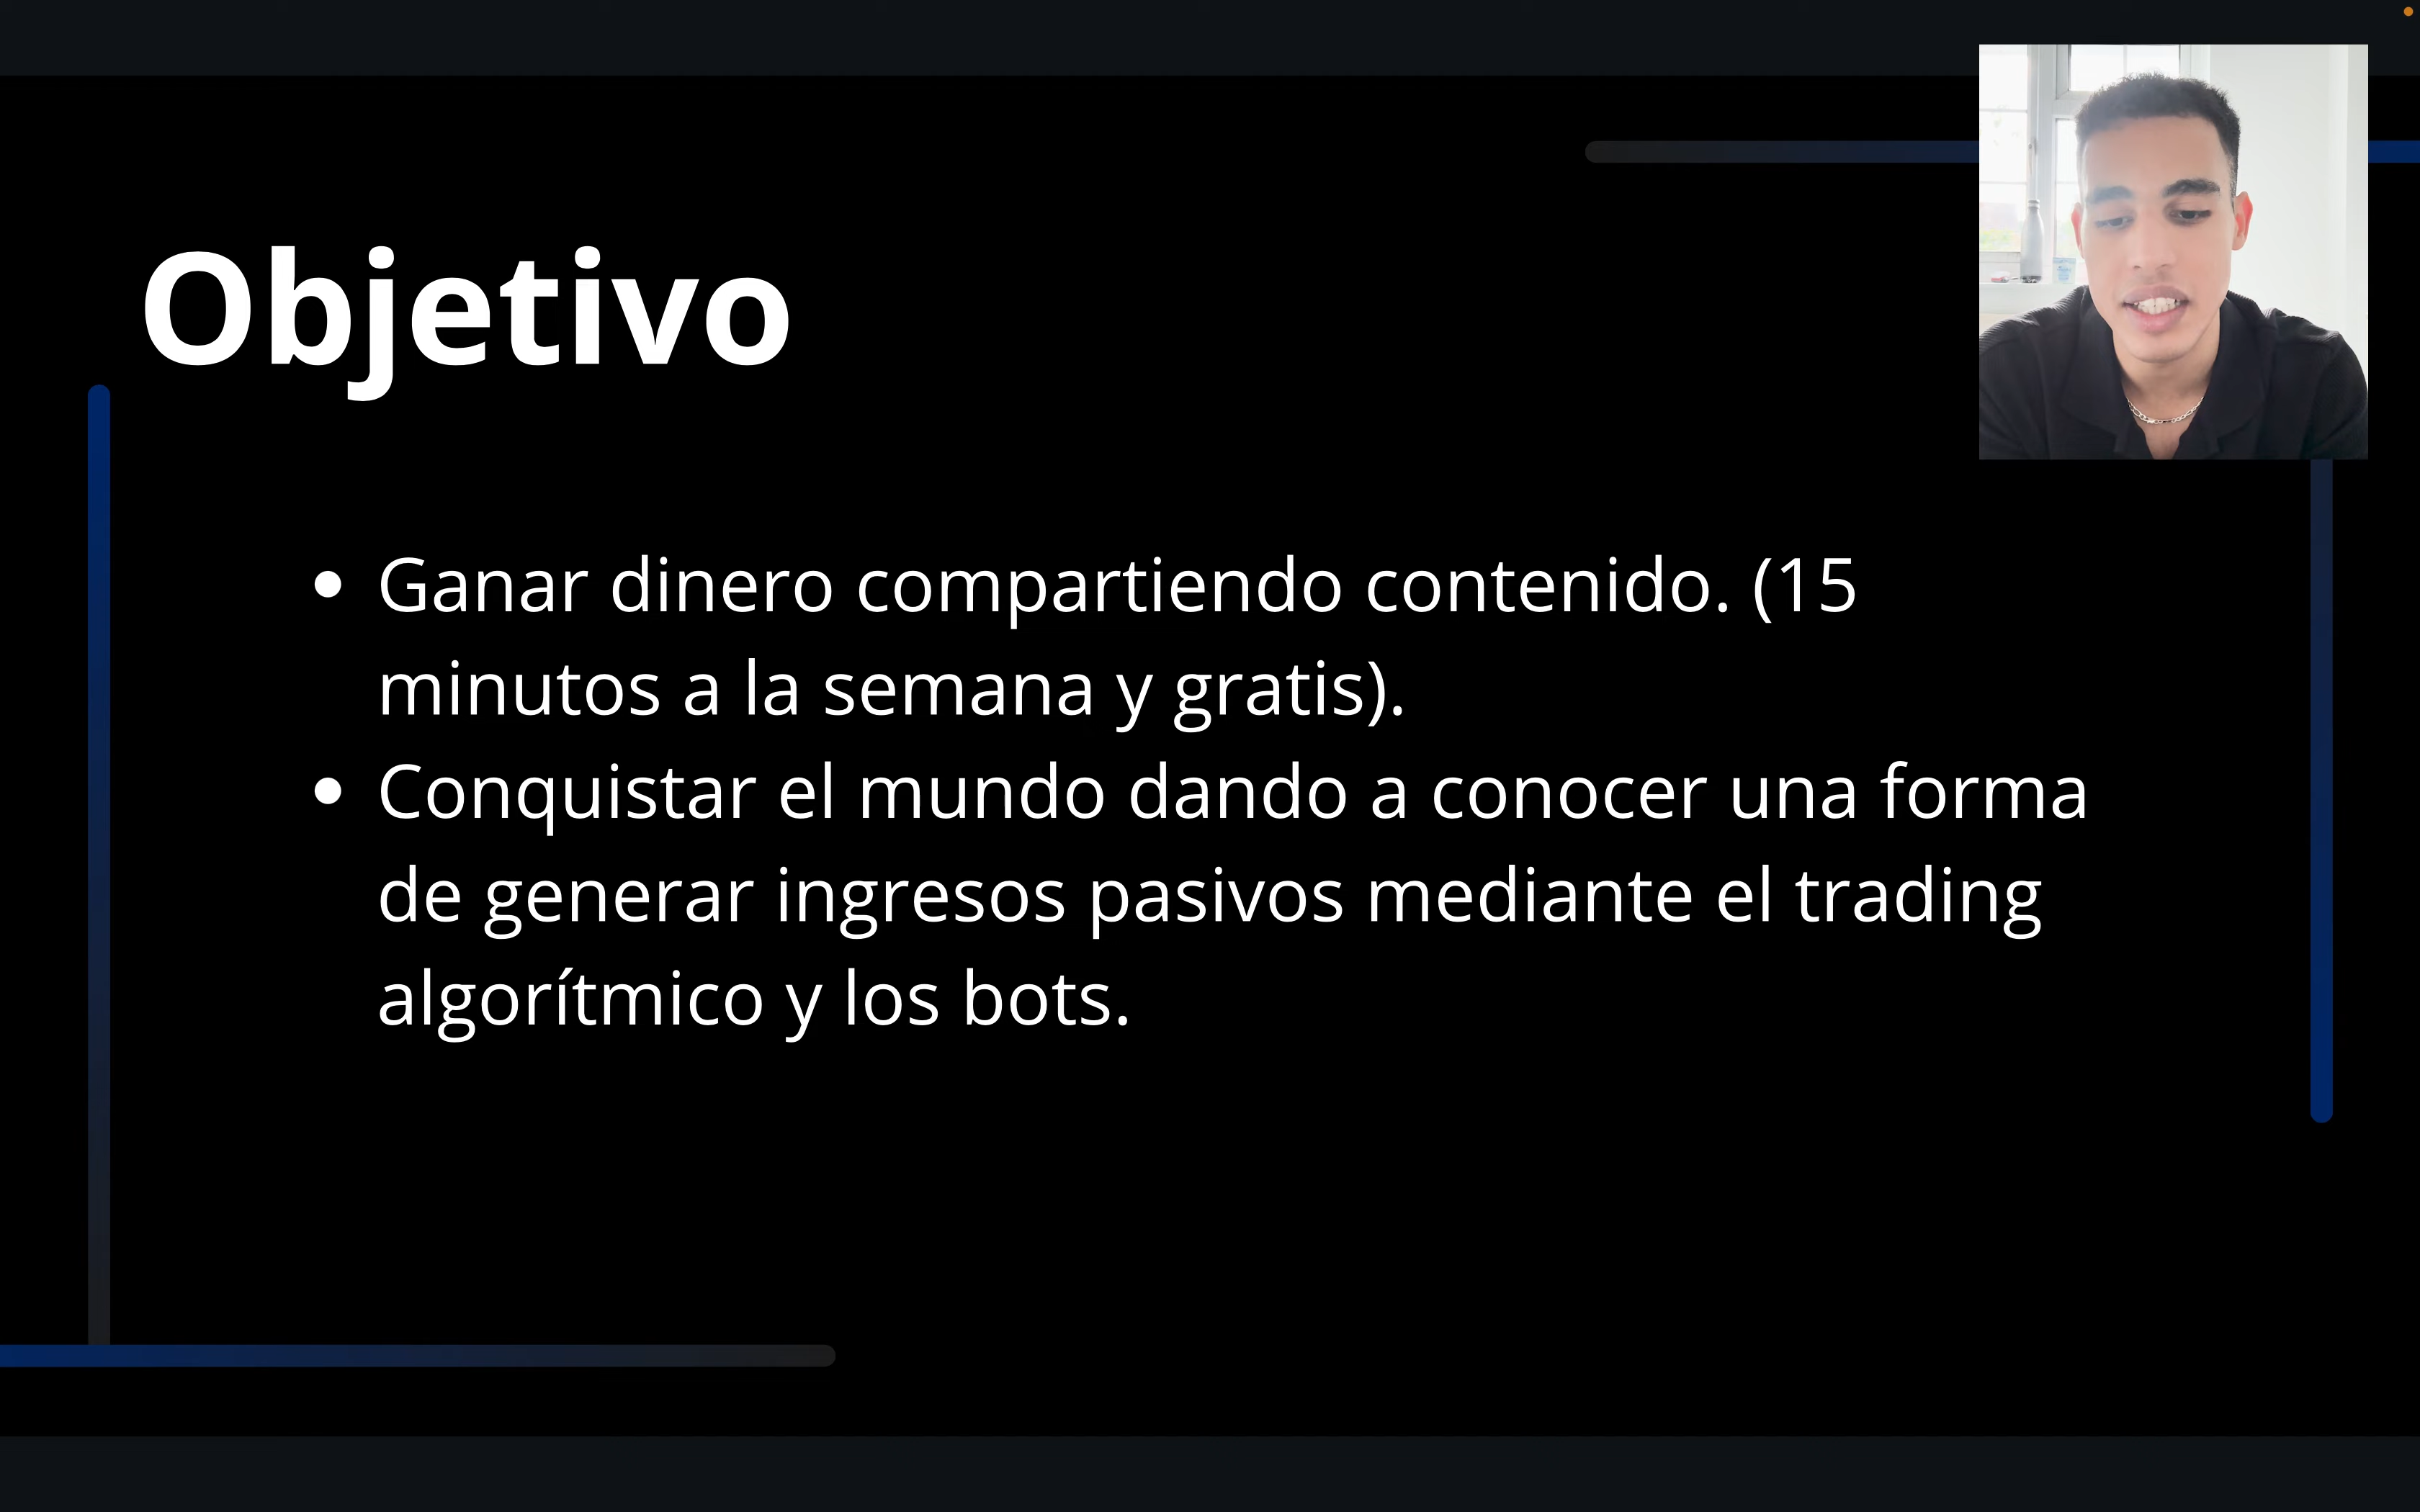 Objetivo
Ganar dinero compartiendo contenido. (15
minutos a la semana y gratis).
Conquistar el mundo dando a conocer una forma
de generar ingresos pasivos mediante el trading
algorítmico y los bots.